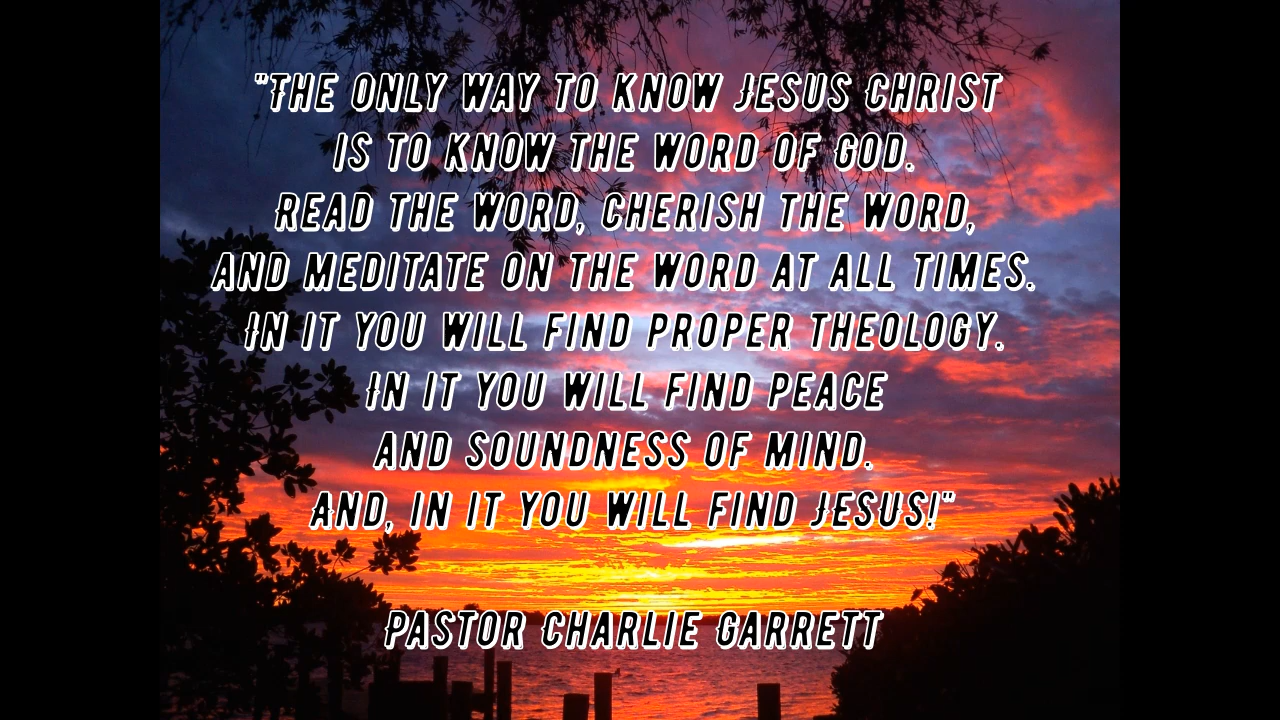 "The only way to know Jesus Christ
is to know the word of God.
Read the Word, cherish the Word,
and meditate on the word at all times.
In it you will find proper theology.
In it you will find peace
and soundness of mind.
And, in it you will find Jesus!"
Pastor Charlie Garrett